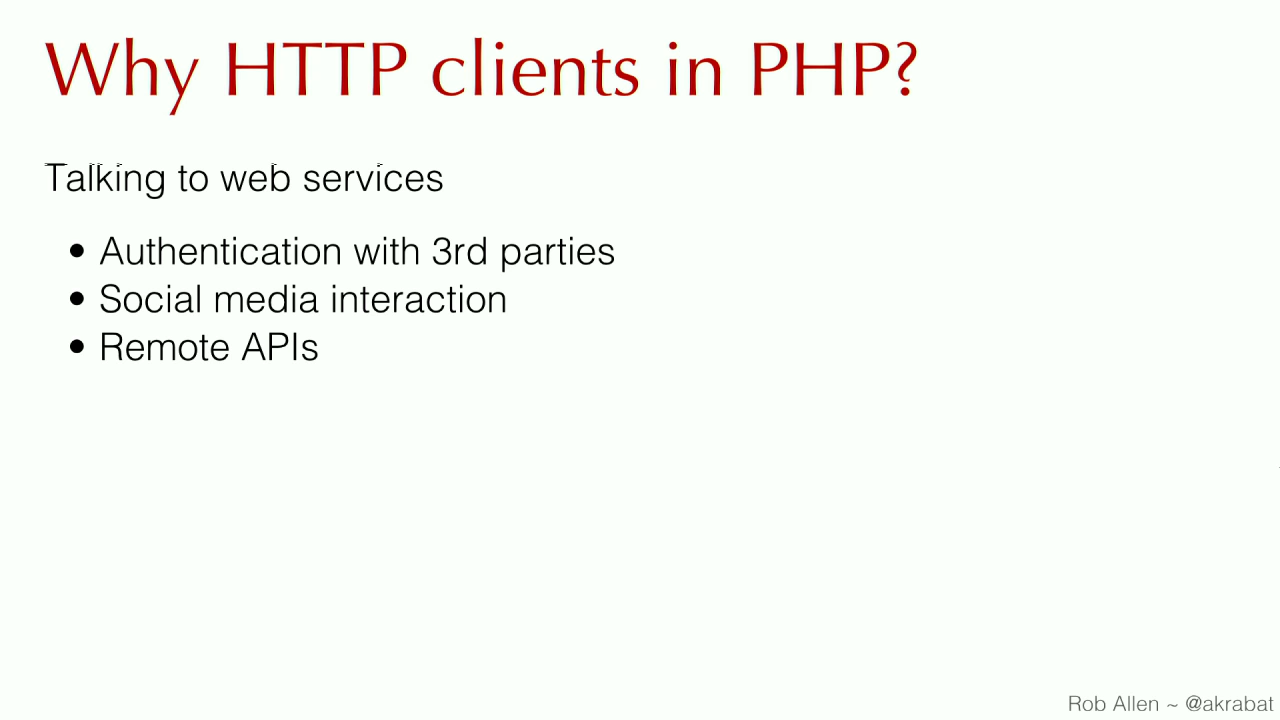 Why HTTP clients in PHP?
Talking to web services
• Authentication with 3rd parties
• Social media interaction
• Remote APIs
Rob Allen ~ @akrabat